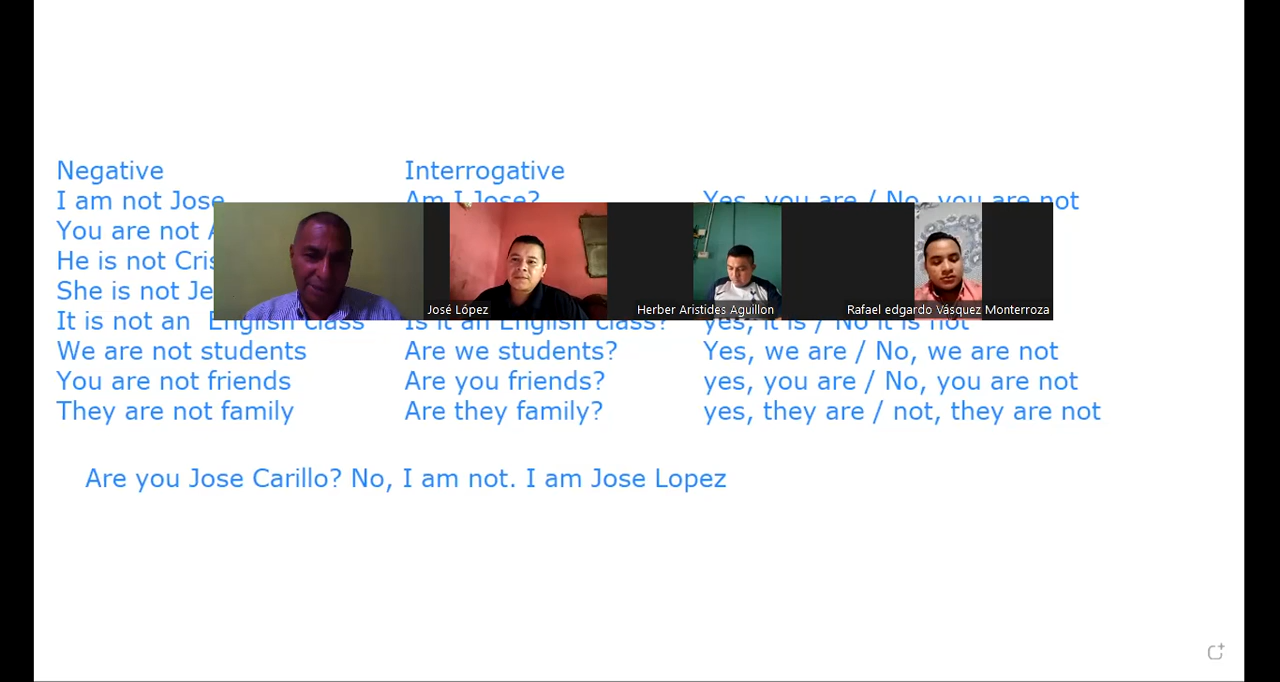 Negative Interrogative
I am not Jose Am I Jose? Yes, you are / No, you are not
You are not
He is not Cris
She is not Je
It is not an English class Is it an English class? yes, it is / No it is not
We are not students Are we students? Yes, we are / No, we are not
You are not friends Are you friends? yes, you are / No, you are not
They are not family Are they family? yes, they are / not, they are not
Are you Jose Carillo? No, I am not. I am Jose Lopez
José López
Herber Aristides Aguillon
Rafael edgardo Vásquez Monterroza